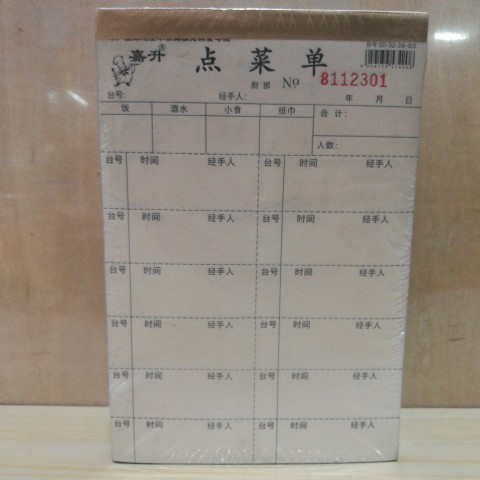 嘉升 点菜单
厨部 No 8112301
台号: 经手人: 年 月 日
饭 酒水 小食 纸巾 合计:
人数:
台号 时间 经手人 台号 时间 经手人
台号 时间 经手人 台号 时间 经手人
台号 时间 经手人 台号 时间 经手人
台号 时间 经手人 台号 时间 经手人
台号 时间 经手人 台号 时间 经手人
台号 时间 经手人 台号 时间 经手人